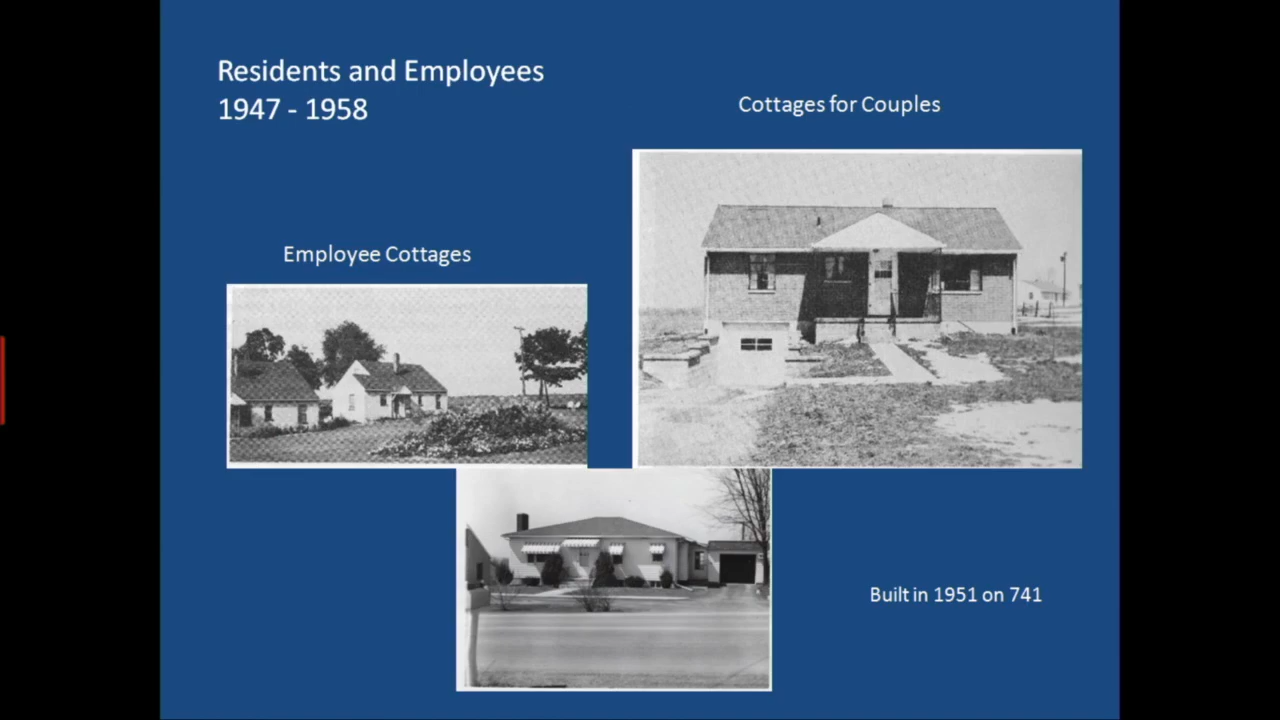 Residents and Employees
1947 - 1958
Cottages for Couples
Employee Cottages
Built in 1951 on 741